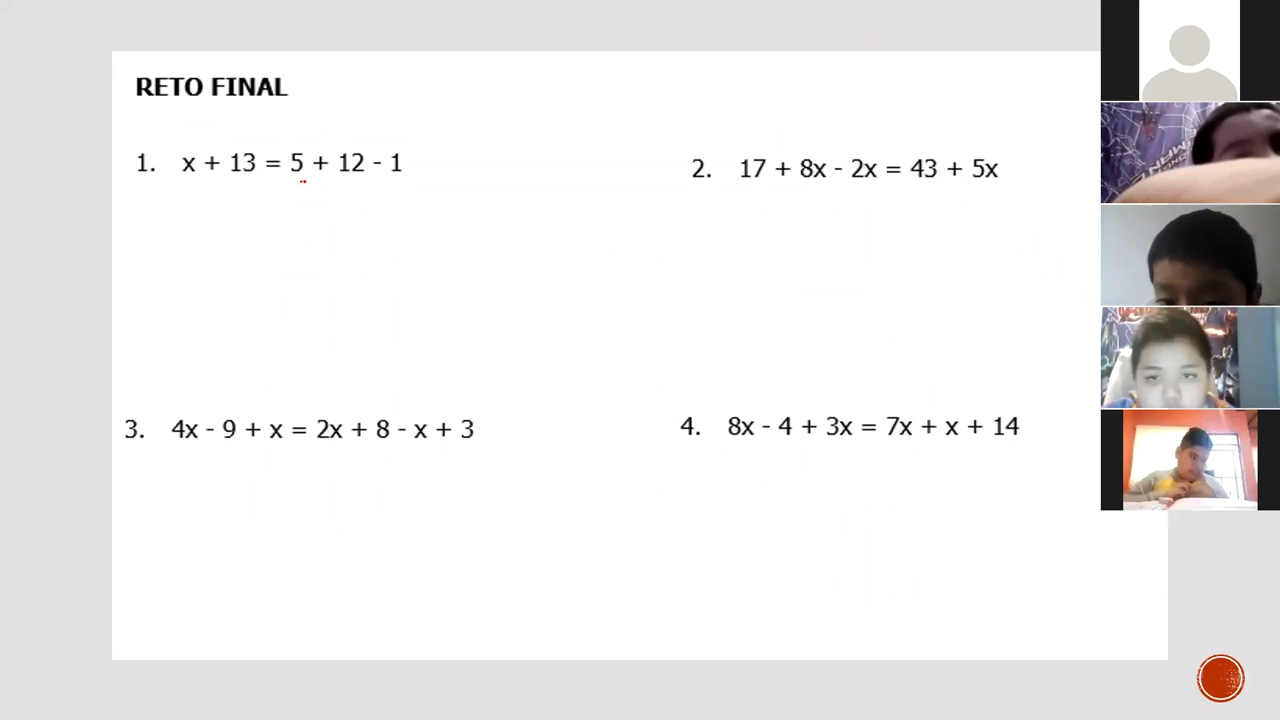 RETO FINAL
1. x + 13 = 5 + 12 - 1
2. 17 + 8x - 2x = 43 + 5x
3. 4x - 9 + x = 2x + 8 - x + 3
4. 8x - 4 + 3x = 7x + x + 14